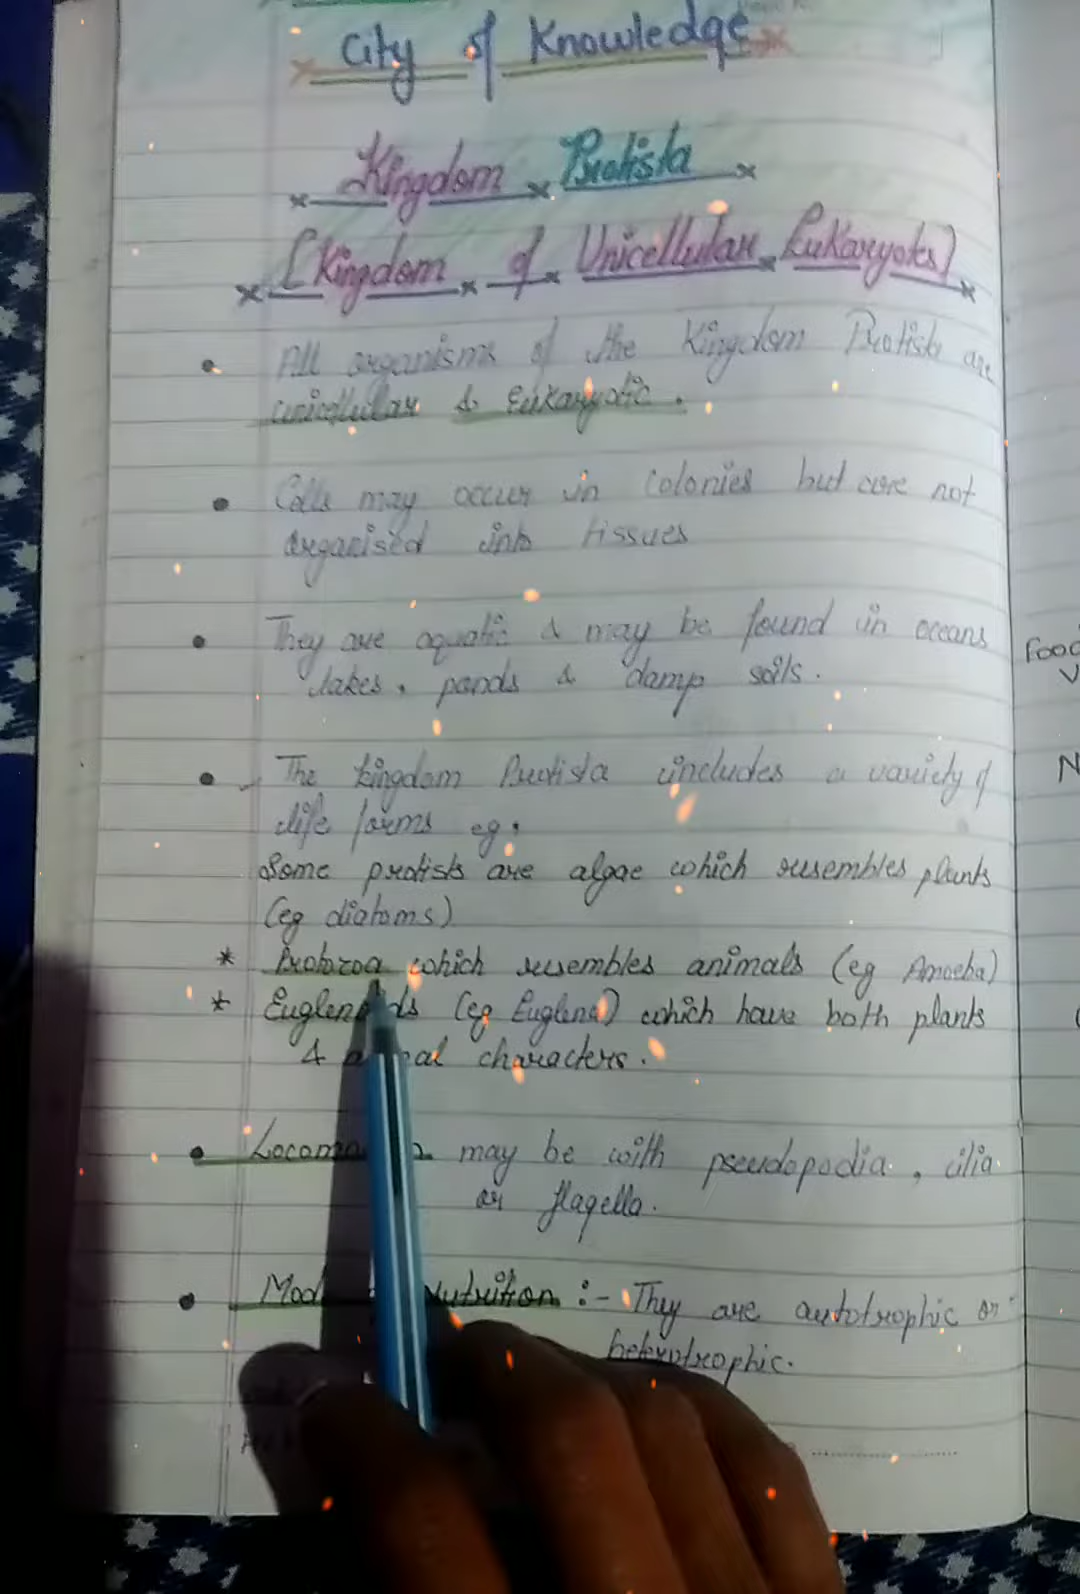 City of Knowledge
Kingdom Protista
[Kingdom of Unicellular Eukaryotes]
All organisms of the Kingdom Protista are
unicellular & Eukaryotic.
Cells may occur in colonies but are not
organised into tissues
They are aquatic & may be found in oceans
lakes, ponds & damp soils.
The kingdom Protista includes a variety of
life forms eg:
Some protists are algae which resembles plants
(eg diatoms)
* Protozoa which resembles animals (eg Amoeba)
* Euglenoids (eg Euglena) which have both plants
& characters.
may be with pseudopodia, cilia
or flagella.
Nutrition :- They are autotrophic or
heterotrophic.
Food
N